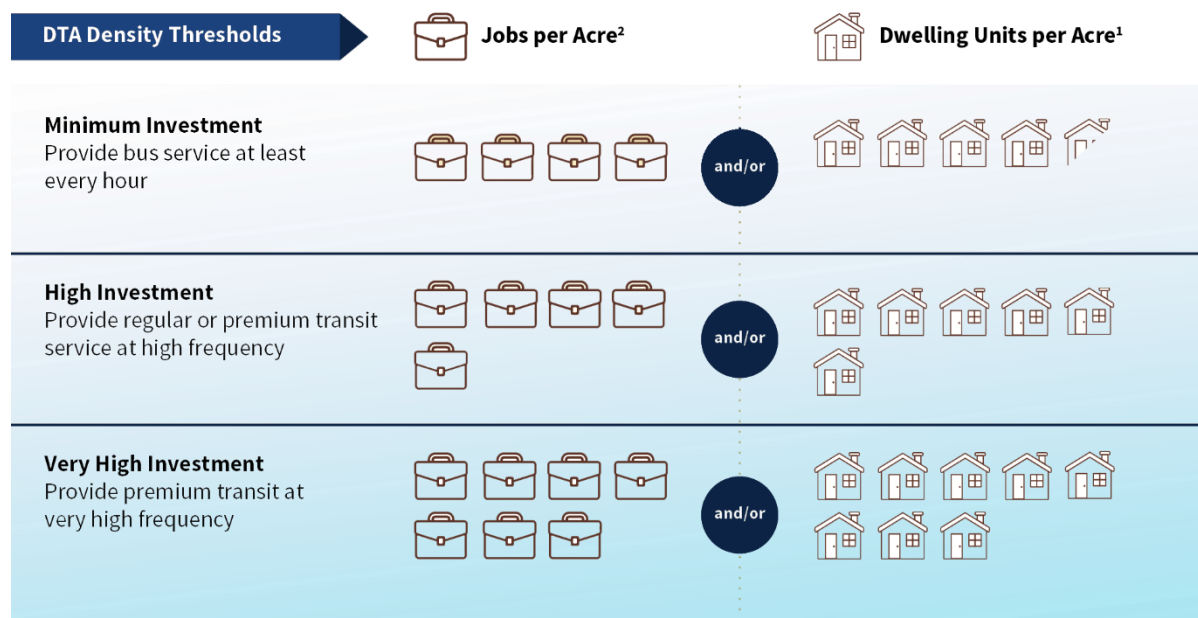 DTA Density Thresholds
Jobs per Acre²
Dwelling Units per Acre¹
Minimum Investment
Provide bus service at least
every hour
and/or
High Investment
Provide regular or premium transit
service at high frequency
and/or
Very High Investment
Provide premium transit at
very high frequency
and/or